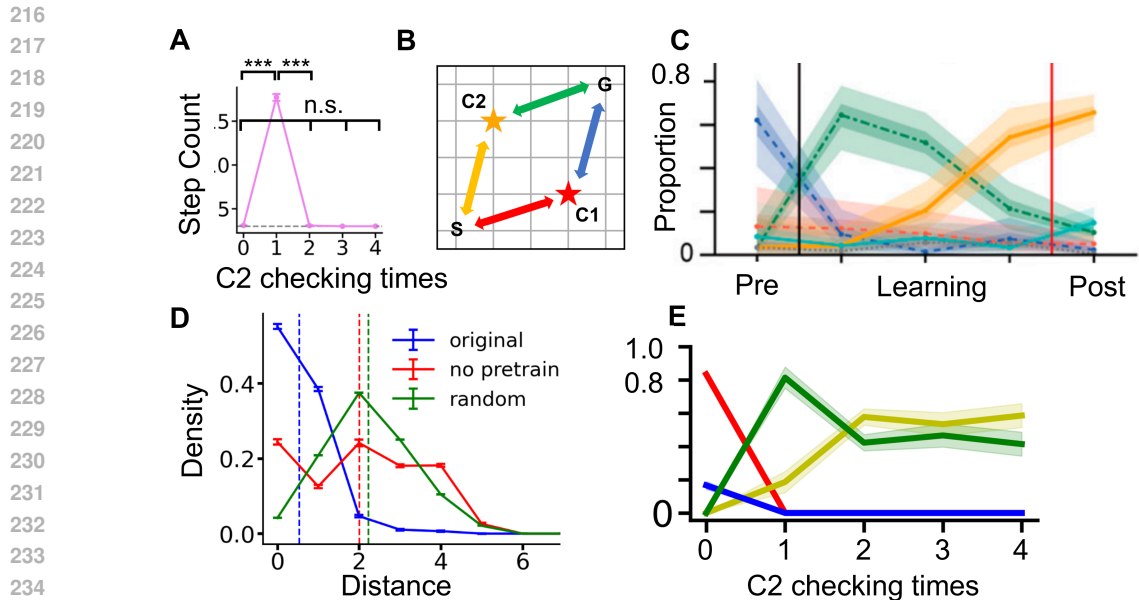 216
217
218
219
220
221
222
223
224
225
226
227
228
229
230
231
232
233
234
A
*** ***
n.s.
Step Count
.5
.0
5
0 1 2 3 4
C2 checking times
B
C2
G
S
C1
C
0.8
0
Proportion
Pre Learning Post
D
original
no pretrain
random
Density
0.4
0.2
0.0
0 2 4 6
Distance
E
1.0
0.8
0
0 1 2 3 4
C2 checking times